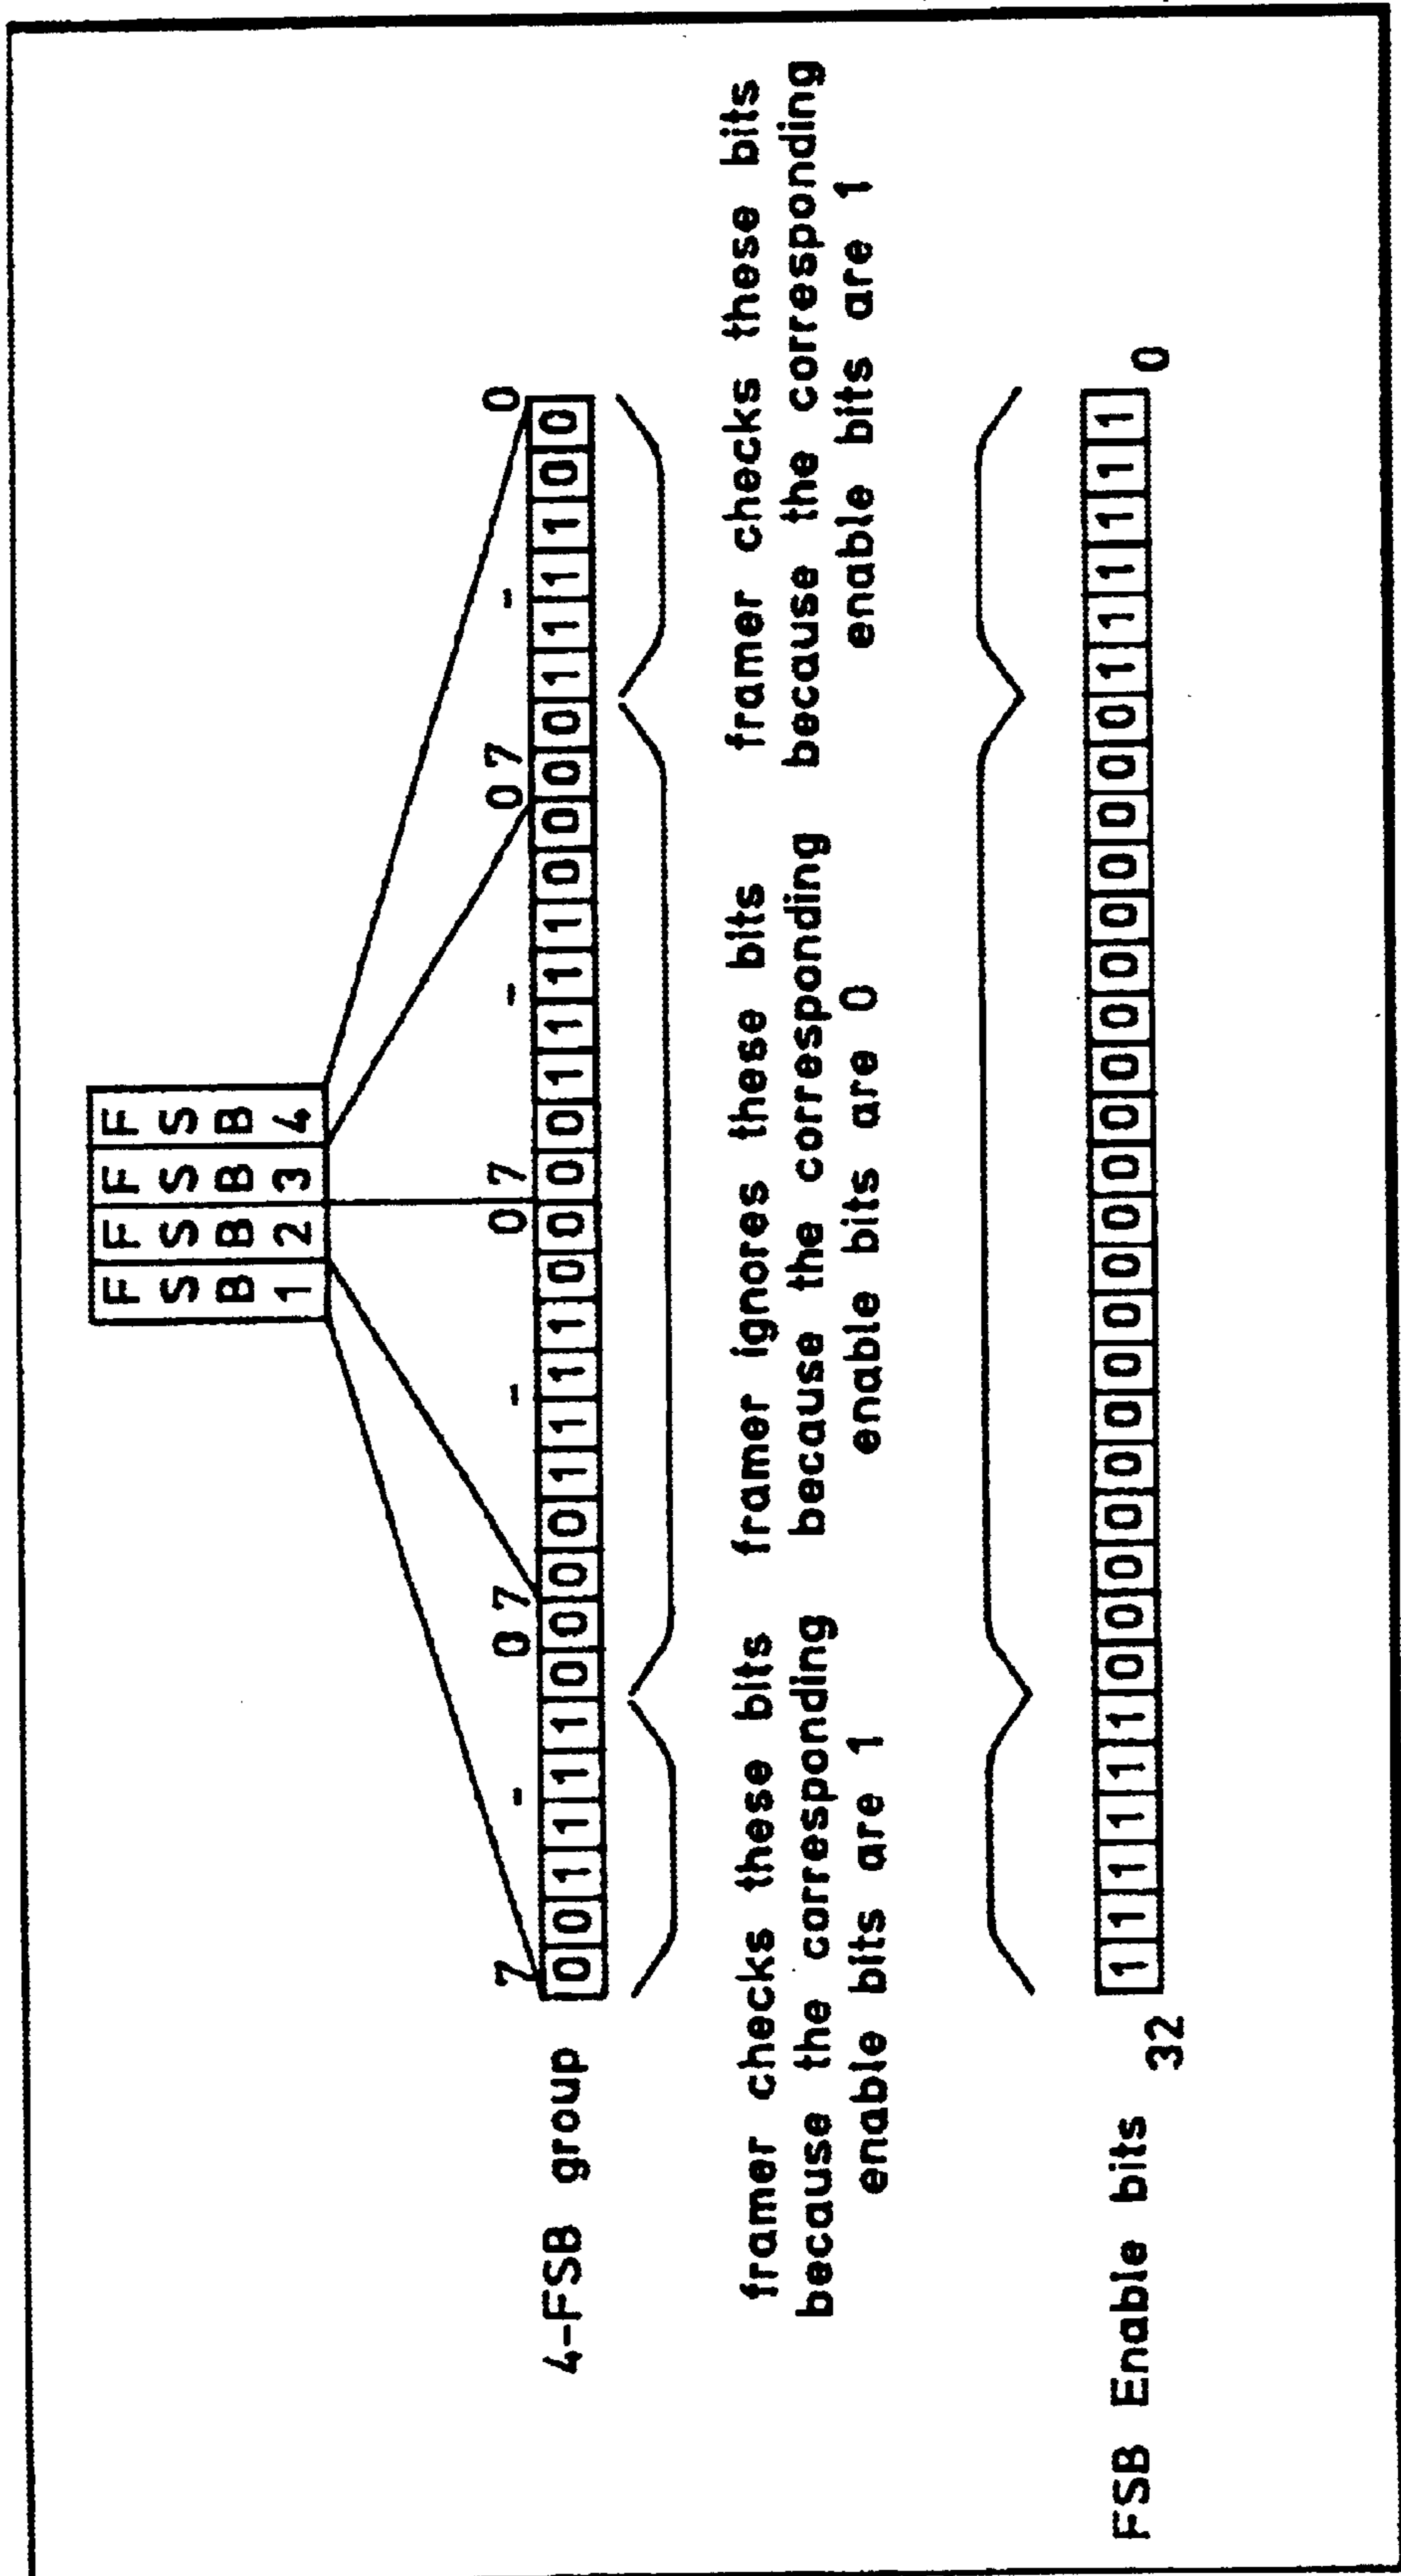 F F F F
S S S S
B B B B
1 2 3 4
7 - 0 7 - 0 7 - 0 7 - 0
4-FSB group 0 0 1 1 1 1 0 0 0 0 1 1 1 1 0 0 0 0 1 1 1 1 0 0 0 0 1 1 1 1 0 0
framer checks these bits framer ignores these bits framer checks these bits
because the corresponding because the corresponding because the corresponding
enable bits are 1 enable bits are 0 enable bits are 1
FSB Enable bits 1 1 1 1 1 1 0 0 0 0 0 0 0 0 0 0 0 0 0 0 0 0 0 0 0 0 1 1 1 1 1 1
32 0